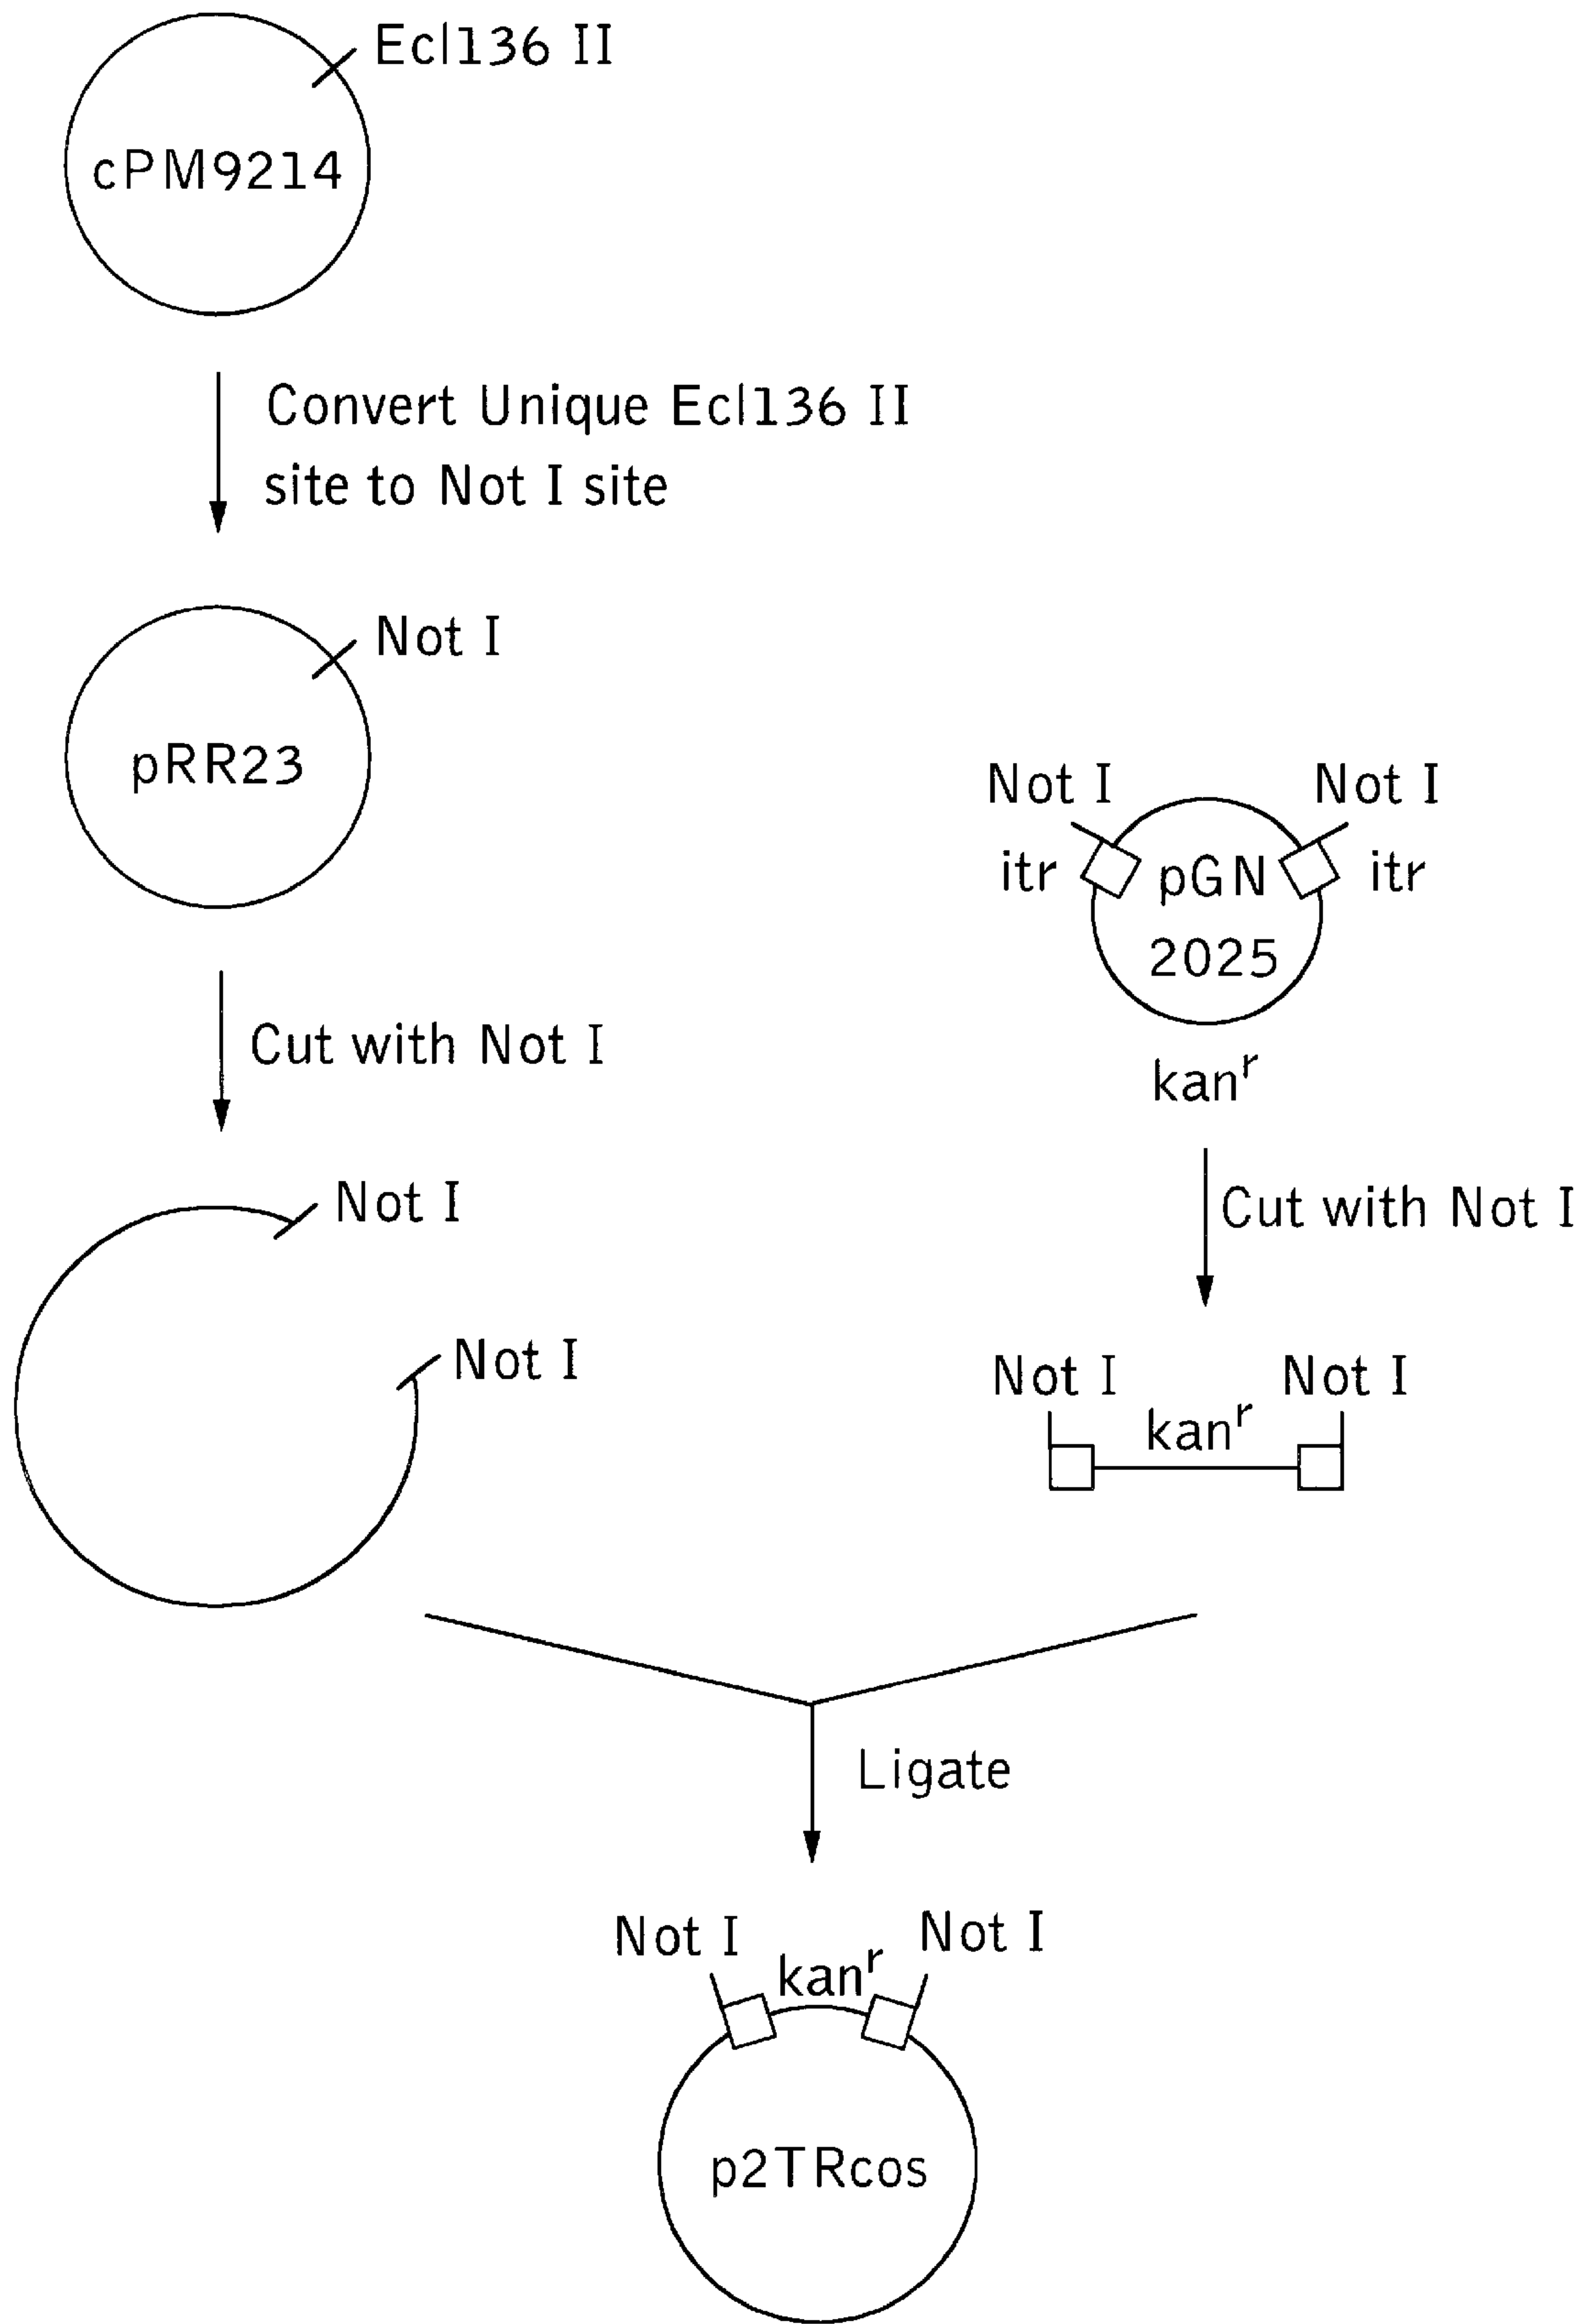 Ecl136 II
cPM9214
Convert Unique Ecl136 II
site to Not I site
Not I
pRR23
Cut with Not I
Not I
Not I
Not I
Not I
itr
pGN
itr
2025
kanʳ
Cut with Not I
Not I
Not I
kanʳ
Ligate
Not I
Not I
kanʳ
p2TRcos